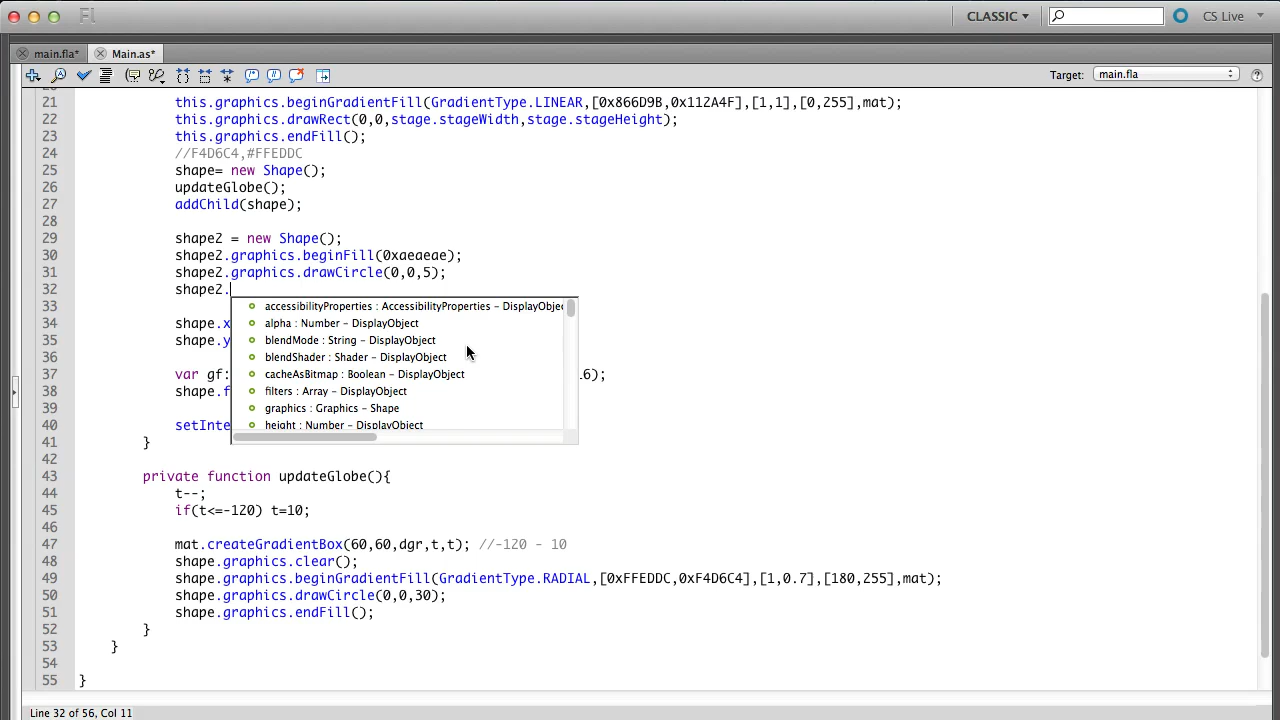 Fl
CLASSIC
CS Live
main.fla*
Main.as*
Target: main.fla
21 this.graphics.beginGradientFill(GradientType.LINEAR,[0x866D9B,0x112A4F],[1,1],[0,255],mat);
22 this.graphics.drawRect(0,0,stage.stageWidth,stage.stageHeight);
23 this.graphics.endFill();
24 //F4D6C4,#FFEDDC
25 shape= new Shape();
26 updateGlobe();
27 addChild(shape);
28
29 shape2 = new Shape();
30 shape2.graphics.beginFill(0xaeaeae);
31 shape2.graphics.drawCircle(0,0,5);
32 shape2.
33 accessibilityProperties : AccessibilityProperties – DisplayObjec
34 shape.x alpha : Number – DisplayObject
35 shape.y blendMode : String – DisplayObject
36 blendShader : Shader – DisplayObject
37 var gf: cacheAsBitmap : Boolean – DisplayObject 16);
38 shape.f filters : Array – DisplayObject
39 graphics : Graphics – Shape
40 setInte height : Number – DisplayObject
41 }
42
43 private function updateGlobe(){
44 t--;
45 if(t<=-120) t=10;
46
47 mat.createGradientBox(60,60,dgr,t,t); //-120 - 10
48 shape.graphics.clear();
49 shape.graphics.beginGradientFill(GradientType.RADIAL,[0xFFEDDC,0xF4D6C4],[1,0.7],[180,255],mat);
50 shape.graphics.drawCircle(0,0,30);
51 shape.graphics.endFill();
52 }
53 }
54
55 }
Line 32 of 56, Col 11